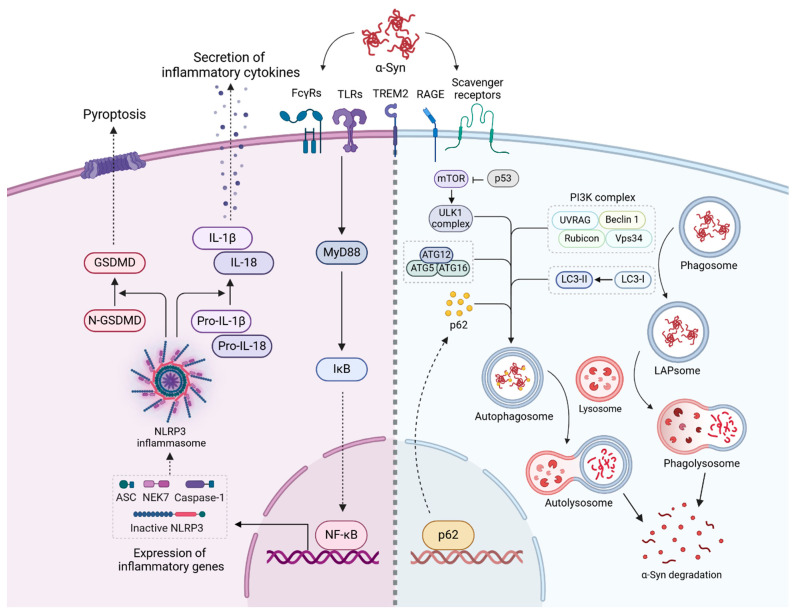 α-Syn
Secretion of
inflammatory cytokines
Pyroptosis
FcγRs
TLRs
TREM2
RAGE
Scavenger
receptors
mTOR
p53
ULK1
complex
PI3K complex
UVRAG
Beclin 1
Rubicon
Vps34
Phagosome
IL-1β
IL-18
MyD88
ATG12
ATG5
ATG16
LC3-II
LC3-I
GSDMD
N-GSDMD
Pro-IL-1β
Pro-IL-18
p62
IκB
LAPsome
Autophagosome
Lysosome
NLRP3
inflammasome
Phagolysosome
Autolysosome
ASC
NEK7
Caspase-1
Inactive NLRP3
Expression of
inflammatory genes
NF-κB
p62
α-Syn degradation